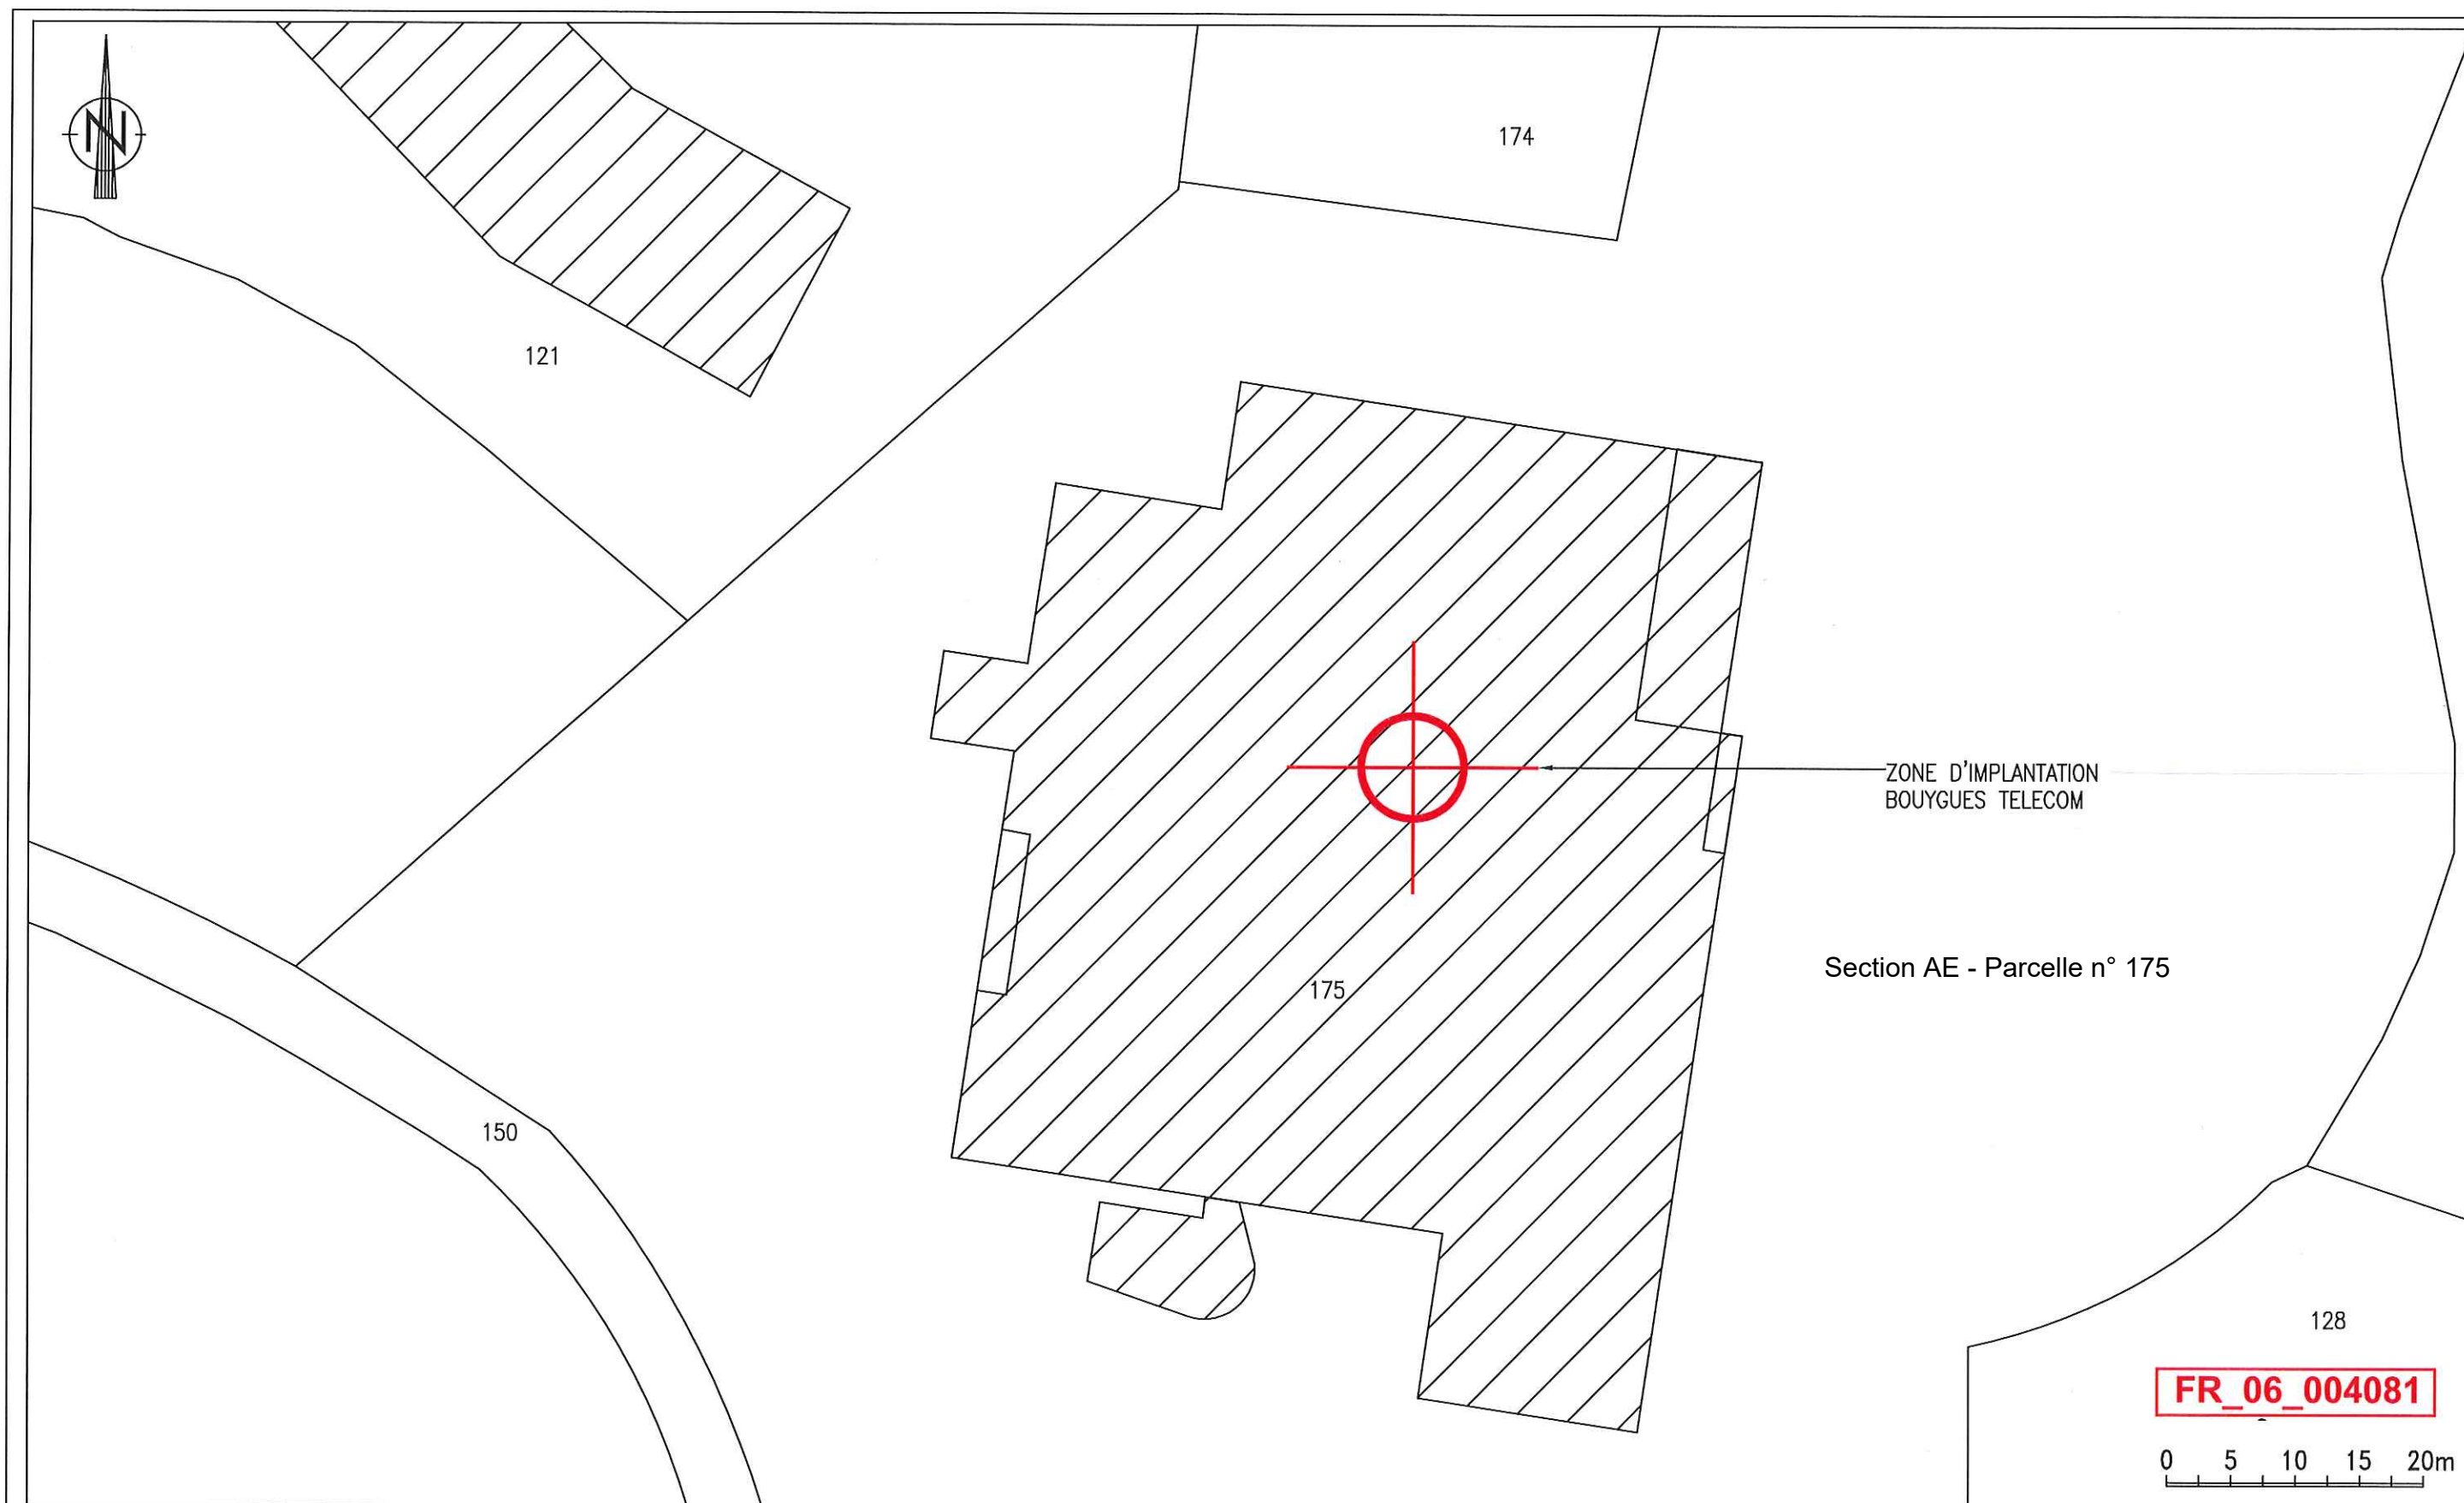 N
174
121
ZONE D'IMPLANTATION
BOUYGUES TELECOM
Section AE - Parcelle n° 175
175
150
128
FR_06_004081
0 5 10 15 20m